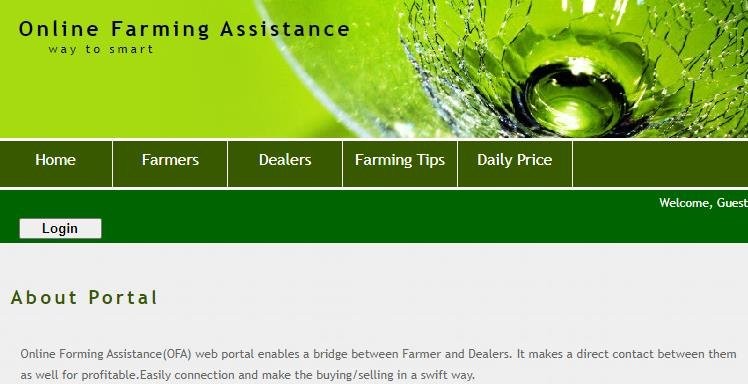 Online Farming Assistance
way to smart
Home Farmers Dealers Farming Tips Daily Price
Welcome, Guest
Login
About Portal
Online Forming Assistance(OFA) web portal enables a bridge between Farmer and Dealers. It makes a direct contact between them
as well for profitable.Easily connection and make the buying/selling in a swift way.